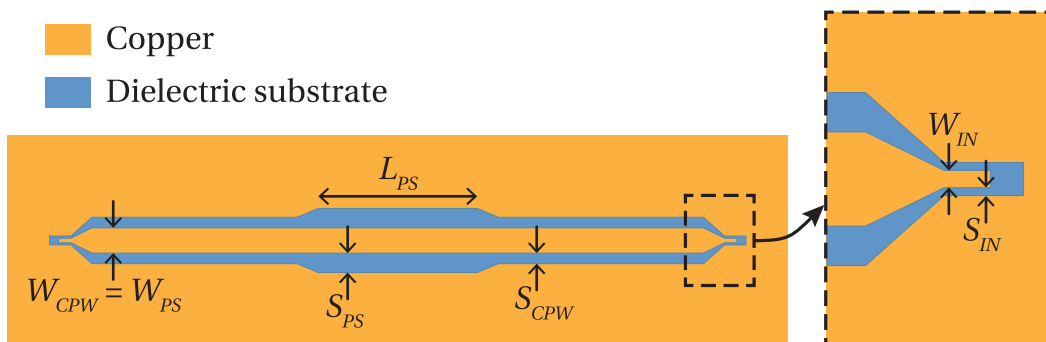 Copper
Dielectric substrate
W_IN
L_PS
S_IN
W_CPW = W_PS
S_PS
S_CPW